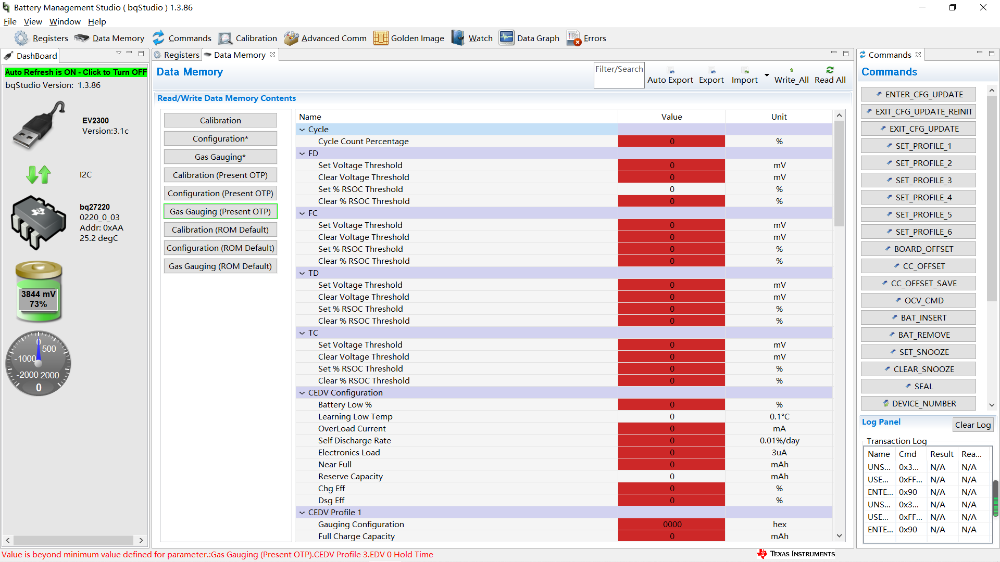 Battery Management Studio ( bqStudio ) 1.3.86
File View Window Help
Registers Data Memory Commands Calibration Advanced Comm Golden Image Watch Data Graph Errors
DashBoard
Auto Refresh is ON - Click to Turn OFF
bqStudio Version: 1.3.86
EV2300
Version:3.1c
I2C
bq27220
0220_0_03
Addr: 0xAA
25.2 degC
3844 mV
73%
0
500
-1000
-2000 2000
0
Registers Data Memory
Data Memory
Filter/Search
Auto Export Export Import Write_All Read All
Read/Write Data Memory Contents
Calibration
Configuration*
Gas Gauging*
Calibration (Present OTP)
Configuration (Present OTP)
Gas Gauging (Present OTP)
Calibration (ROM Default)
Configuration (ROM Default)
Gas Gauging (ROM Default)
Name Value Unit
Cycle
Cycle Count Percentage 0 %
FD
Set Voltage Threshold 0 mV
Clear Voltage Threshold 0 mV
Set % RSOC Threshold 0 %
Clear % RSOC Threshold 0 %
FC
Set Voltage Threshold 0 mV
Clear Voltage Threshold 0 mV
Set % RSOC Threshold 0 %
Clear % RSOC Threshold 0 %
TD
Set Voltage Threshold 0 mV
Clear Voltage Threshold 0 mV
Set % RSOC Threshold 0 %
Clear % RSOC Threshold 0 %
TC
Set Voltage Threshold 0 mV
Clear Voltage Threshold 0 mV
Set % RSOC Threshold 0 %
Clear % RSOC Threshold 0 %
CEDV Configuration
Battery Low % 0 %
Learning Low Temp 0 0.1°C
OverLoad Current 0 mA
Self Discharge Rate 0 0.01%/day
Electronics Load 0 3uA
Near Full 0 mAh
Reserve Capacity 0 mAh
Chg Eff 0 %
Dsg Eff 0 %
CEDV Profile 1
Gauging Configuration 0000 hex
Full Charge Capacity 0 mAh
Commands
Commands
ENTER_CFG_UPDATE
EXIT_CFG_UPDATE_REINIT
EXIT_CFG_UPDATE
SET_PROFILE_1
SET_PROFILE_2
SET_PROFILE_3
SET_PROFILE_4
SET_PROFILE_5
SET_PROFILE_6
BOARD_OFFSET
CC_OFFSET
CC_OFFSET_SAVE
OCV_CMD
BAT_INSERT
BAT_REMOVE
SET_SNOOZE
CLEAR_SNOOZE
SEAL
DEVICE_NUMBER
Log Panel
Clear Log
Transaction Log
Name Cmd Result Rea...
UNS... 0x3... N/A N/A
USE... 0xFF... N/A N/A
ENTE... 0x90 N/A N/A
UNS... 0x3... N/A N/A
USE... 0xFF... N/A N/A
ENTE... 0x90 N/A N/A
Value is beyond minimum value defined for parameter.:Gas Gauging (Present OTP).CEDV Profile 3.EDV 0 Hold Time
TEXAS INSTRUMENTS